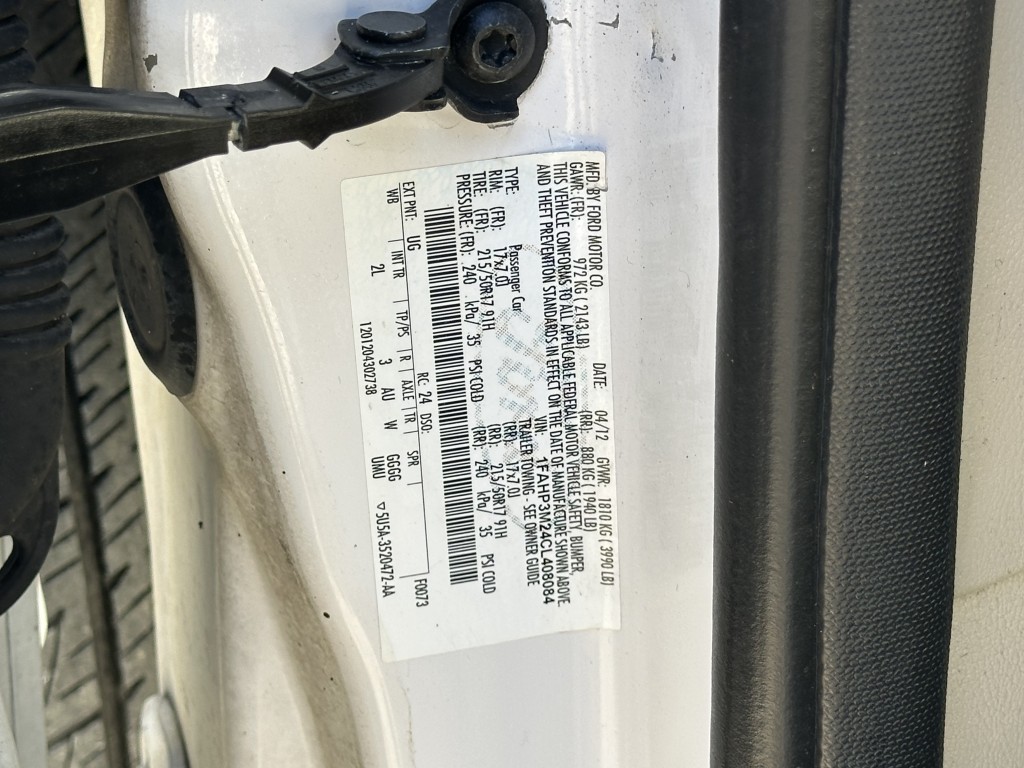 MFD. BY FORD MOTOR CO.
DATE: 04/12 GVWR: 1810 KG ( 3990 LB)
GAWR: (FR): 972 KG ( 2143 LB) (RR): 880 KG ( 1940 LB)
THIS VEHICLE CONFORMS TO ALL APPLICABLE FEDERAL MOTOR VEHICLE SAFETY, BUMPER,
AND THEFT PREVENTION STANDARDS IN EFFECT ON THE DATE OF MANUFACTURE SHOWN ABOVE.
VIN: 1FAHP3M24CL408084
TYPE: Passenger Car TRAILER TOWING - SEE OWNER GUIDE
RIM: (FR): 17x7.0J (RR): 17x7.0J
TIRE: (FR): 215/50R17 91H (RR): 215/50R17 91H
PRESSURE: (FR): 240 kPa/ 35 PSI COLD (RR): 240 kPa/ 35 PSI COLD
F0073
EXT PNT: UG RC: 24 DSO:
WB INT TR TP/PS R AXLE TR SPR
2L 3 AU W GGGG
1201204302738 UMU ▽5U5A-3520472-AA